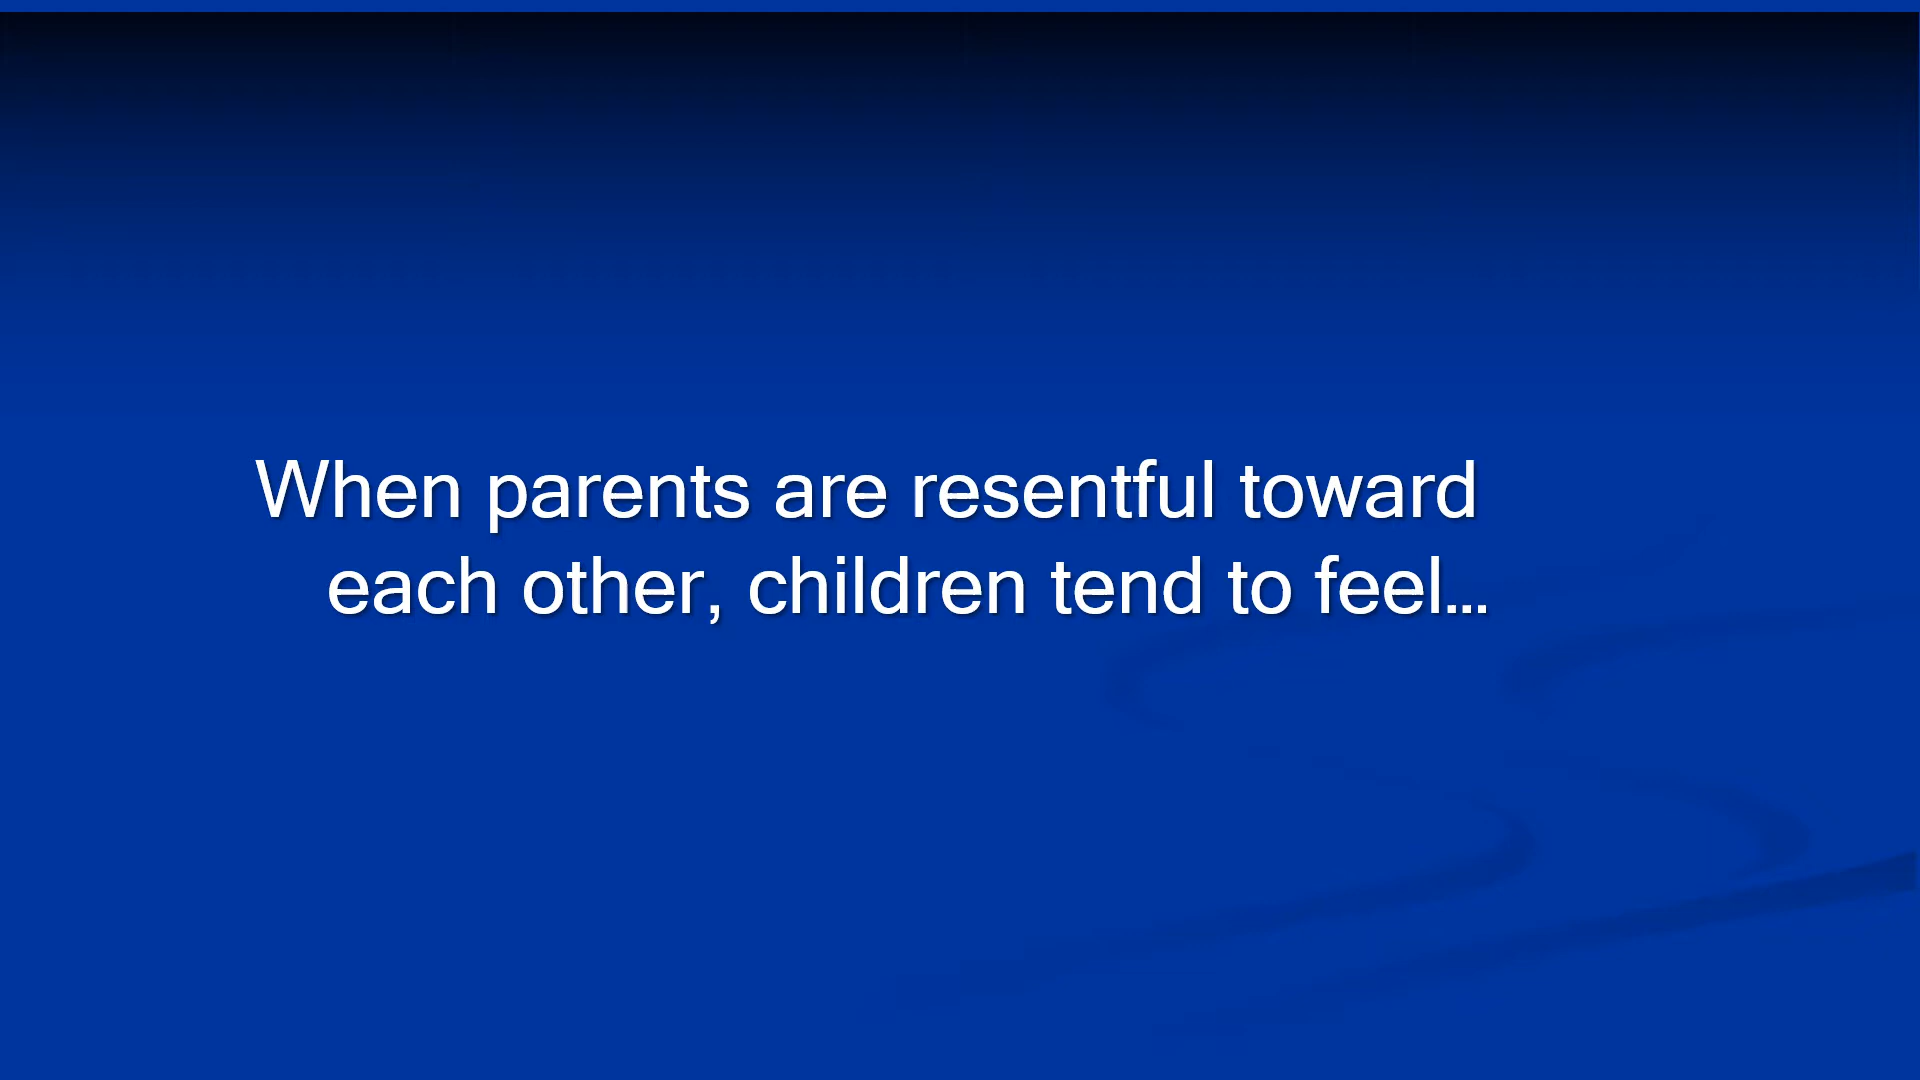 When parents are resentful toward
each other, children tend to feel...